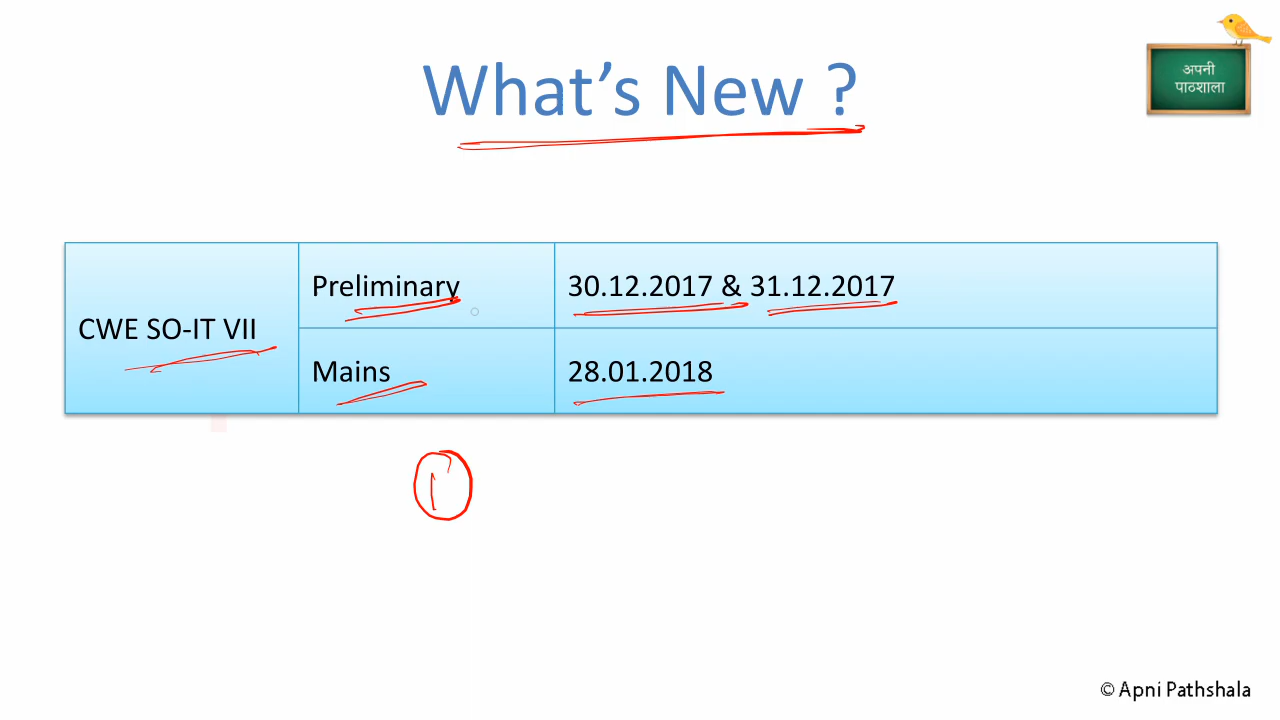 What's New ?
अपनी
पाठशाला
CWE SO-IT VII
Preliminary
30.12.2017 & 31.12.2017
Mains
28.01.2018
© Apni Pathshala